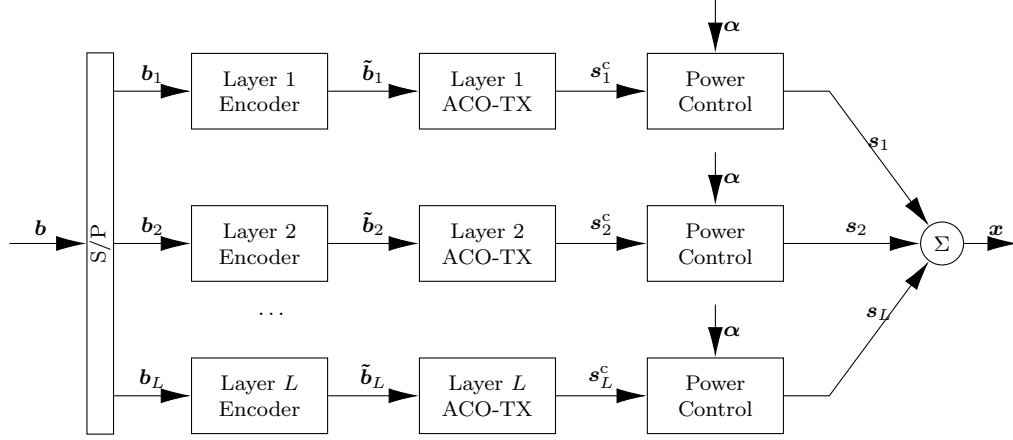 α
b₁
Layer 1
Encoder
b̃₁
Layer 1
ACO-TX
s₁ᶜ
Power
Control
s₁
α
b
S/P
b₂
Layer 2
Encoder
b̃₂
Layer 2
ACO-TX
s₂ᶜ
Power
Control
s₂
Σ
x
...
α
s_L
b_L
Layer L
Encoder
b̃_L
Layer L
ACO-TX
s_Lᶜ
Power
Control